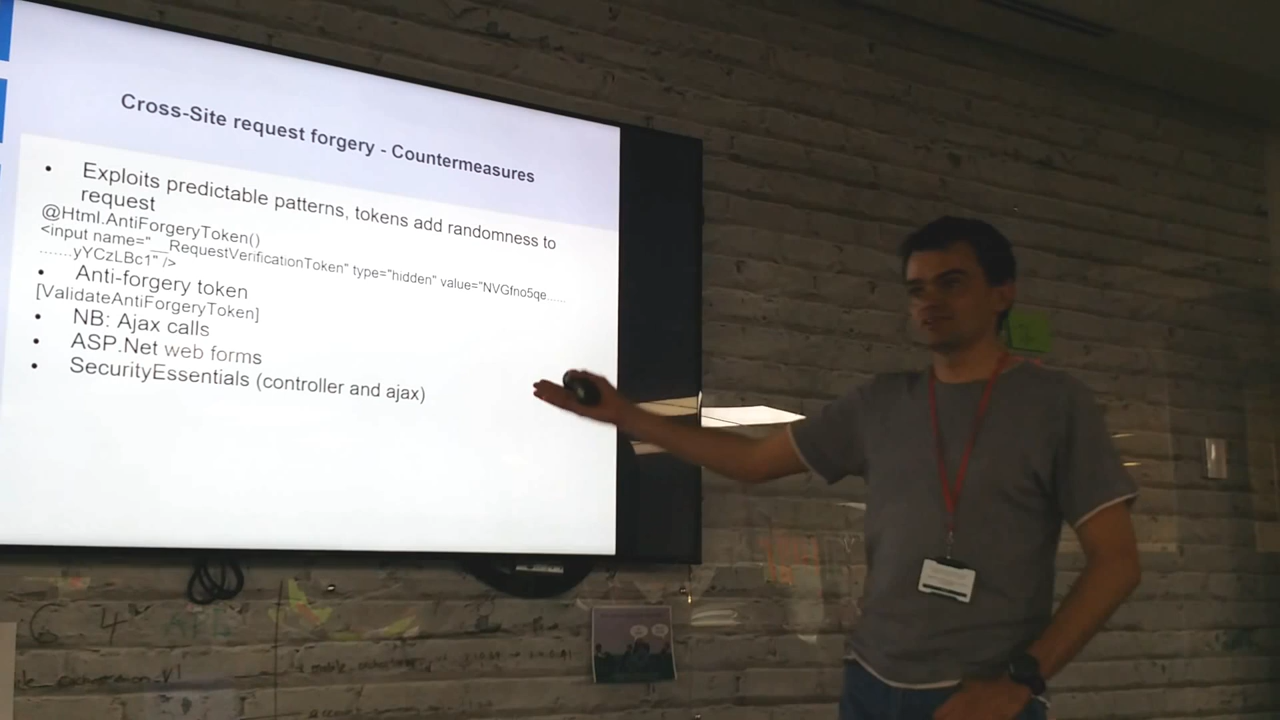 Cross-Site request forgery - Countermeasures
• Exploits predictable patterns, tokens add randomness to
request
@Html.AntiForgeryToken()
<input name="__RequestVerificationToken" type="hidden" value="NVGfno5qe......
.......yYCzLBc1" />
• Anti-forgery token
[ValidateAntiForgeryToken]
• NB: Ajax calls
• ASP.Net web forms
• SecurityEssentials (controller and ajax)
6 4